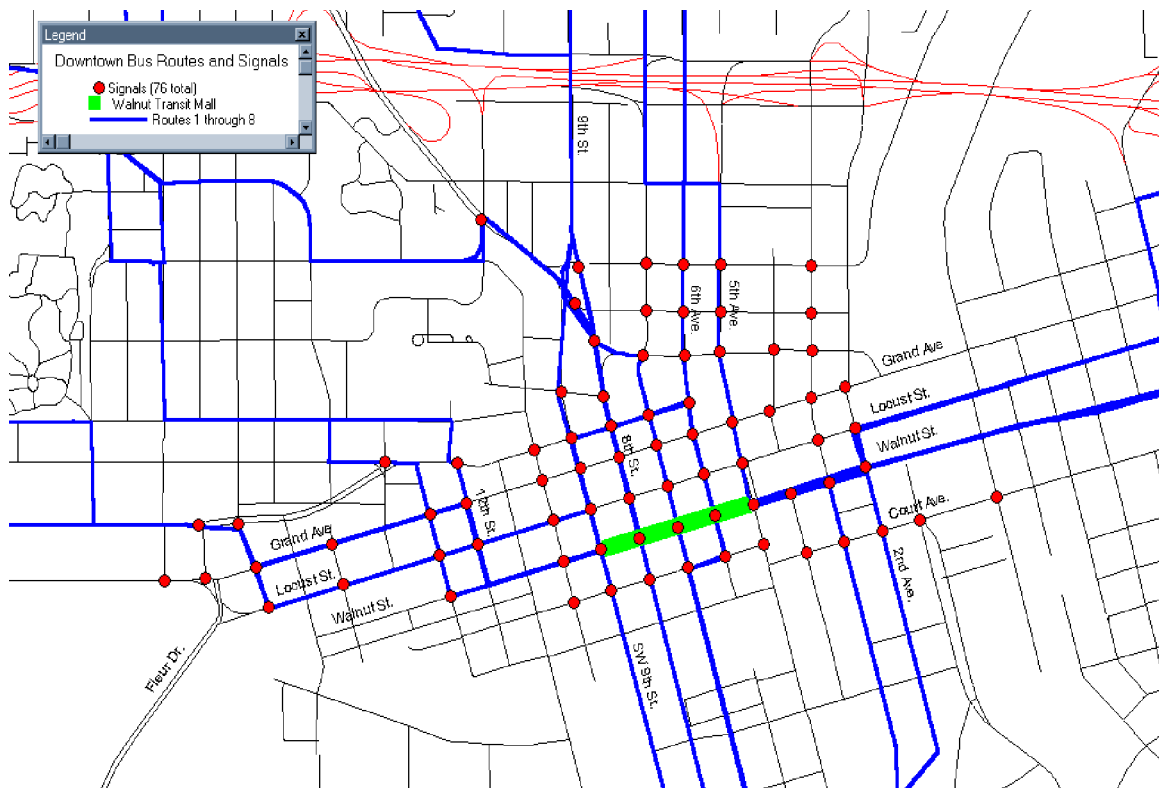 Legend
Downtown Bus Routes and Signals
Signals (76 total)
Walnut Transit Mall
Routes 1 through 8
9th St.
6th Ave.
5th Ave.
Grand Ave
Locust St.
Walnut St.
8th St.
12th St.
Court Ave.
Grand Ave
Locust St.
Walnut St.
2nd Ave.
SW 9th St.
Fleur Dr.